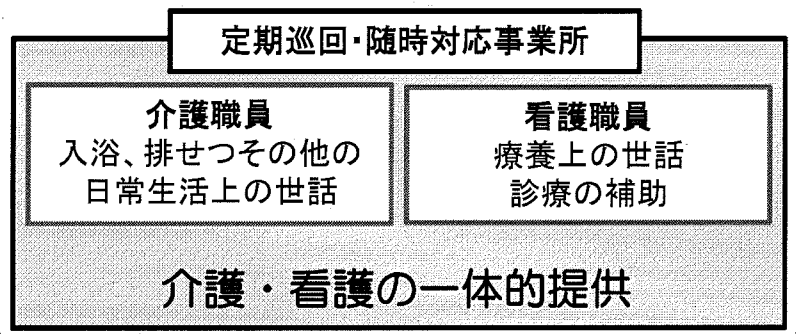 定期巡回・随時対応事業所
介護職員
入浴、排せつその他の
日常生活上の世話
看護職員
療養上の世話
診療の補助
介護・看護の一体的提供